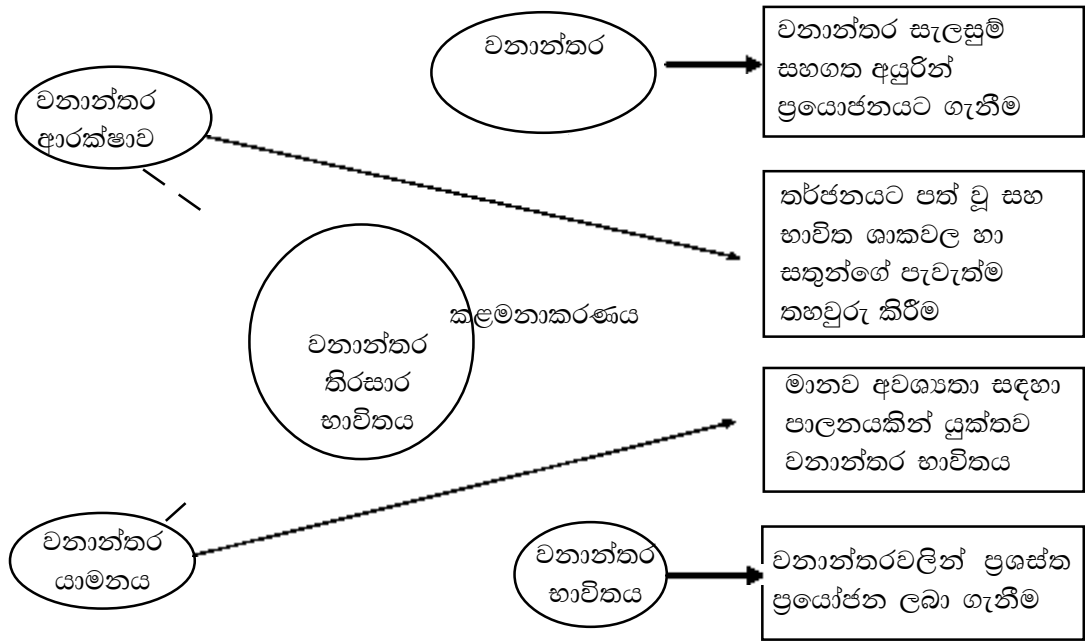 වනාන්තර
වනාන්තර සැලසුම්
සහගත අයුරින්
ප්‍රයොජනයට ගැනීම
වනාන්තර
ආරක්ෂාව
තර්ජනයට පත් වූ සහ
භාවිත ශාකවල හා
සතුන්ගේ පැවැත්ම
තහවුරු කිරීම
කළමනාකරණය
වනාන්තර
තිරසාර
භාවිතය
මානව අවශ්‍යතා සඳහා
පාලනයකින් යුක්තව
වනාන්තර භාවිතය
වනාන්තර
යාමනය
වනාන්තර
භාවිතය
වනාන්තරවලින් ප්‍රශස්ත
ප්‍රයෝජන ලබා ගැනීම